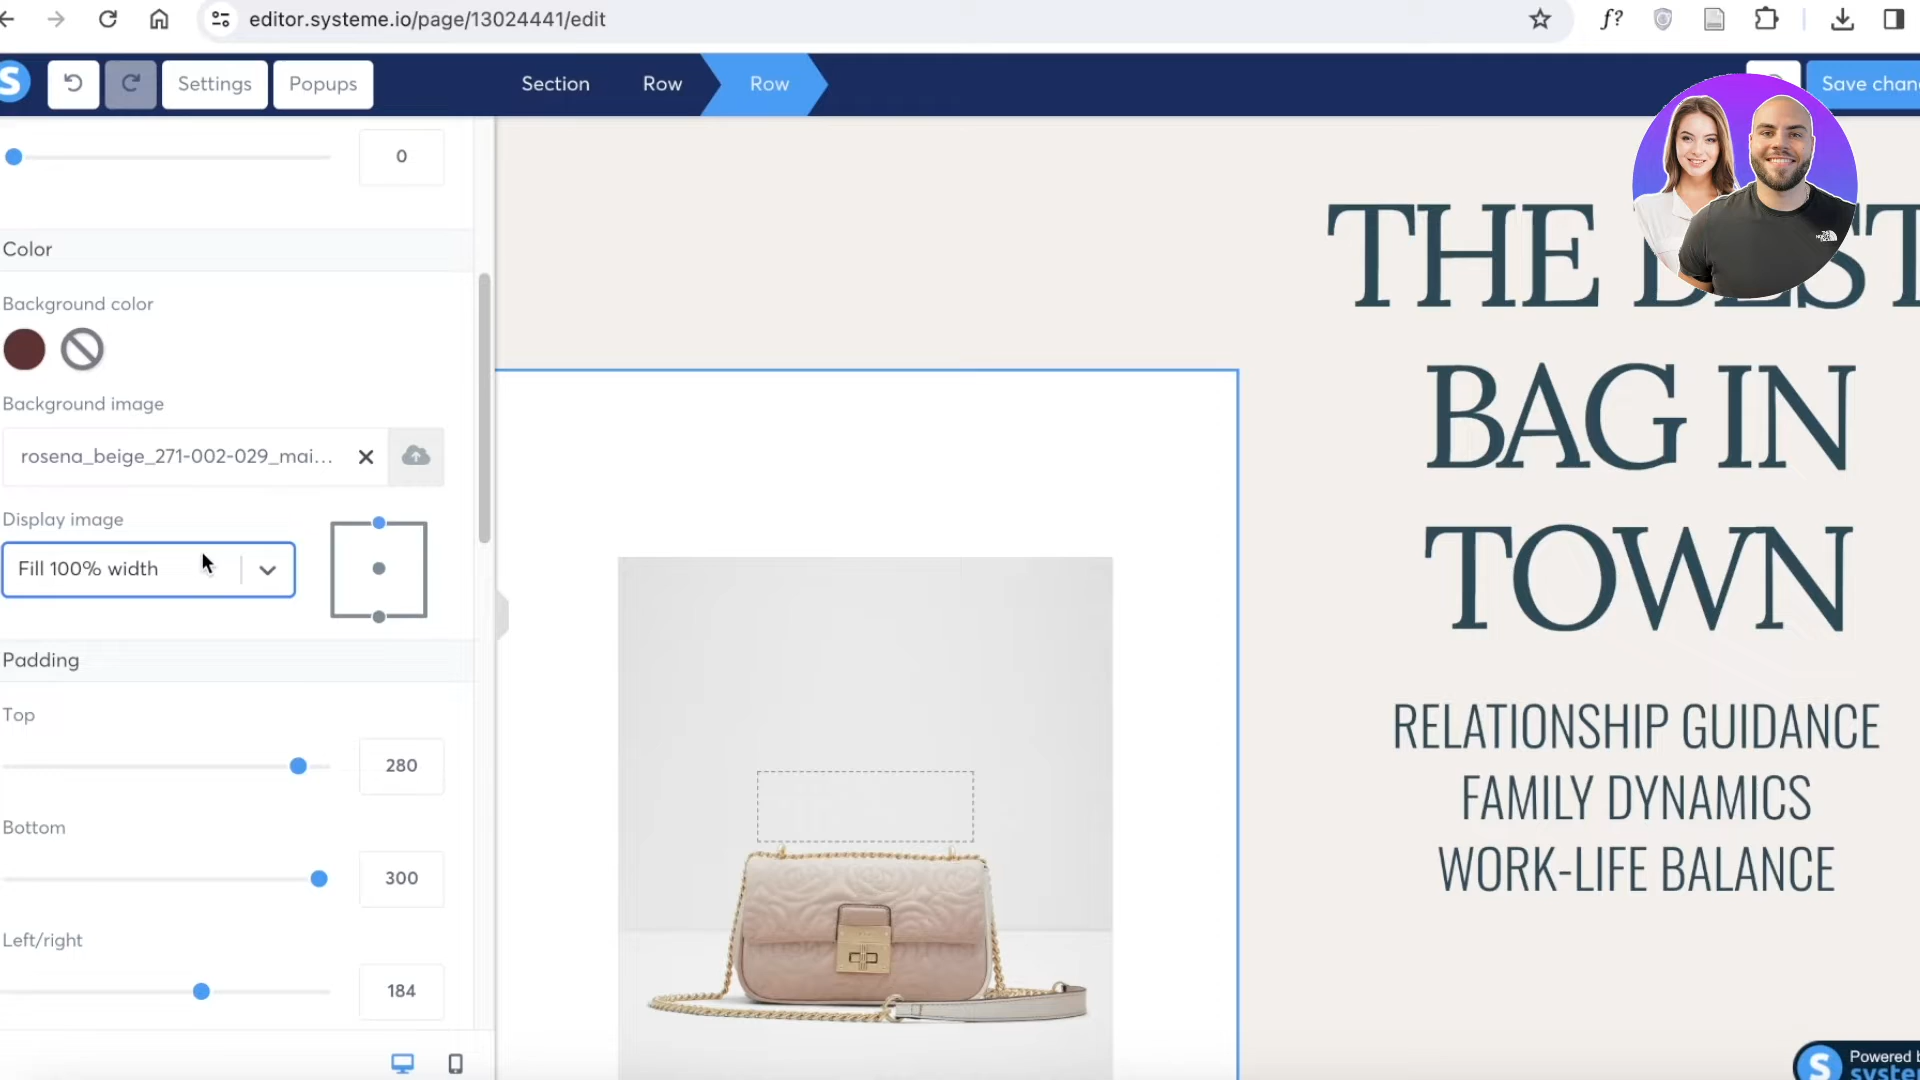 editor.systeme.io/page/13024441/edit
f?
S
Settings
Popups
Section
Row
Row
Save chan
0
Color
Background color
Background image
rosena_beige_271-002-029_mai...
Display image
Fill 100% width
Padding
Top
280
Bottom
300
Left/right
184
THE BEST
BAG IN
TOWN
RELATIONSHIP GUIDANCE
FAMILY DYNAMICS
WORK-LIFE BALANCE
S
Powered b
syste